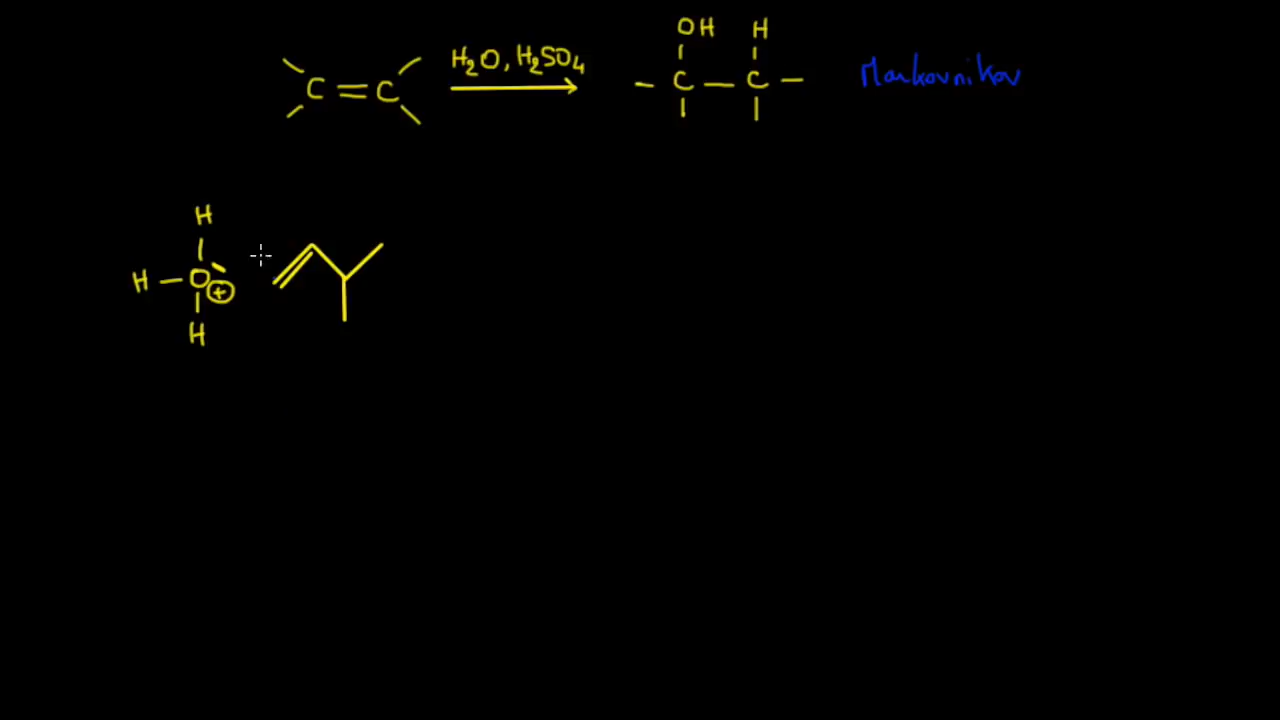 OH H
C = C H₂O, H₂SO₄ → - C - C - Markovnikov
H
H - O ⊕
H